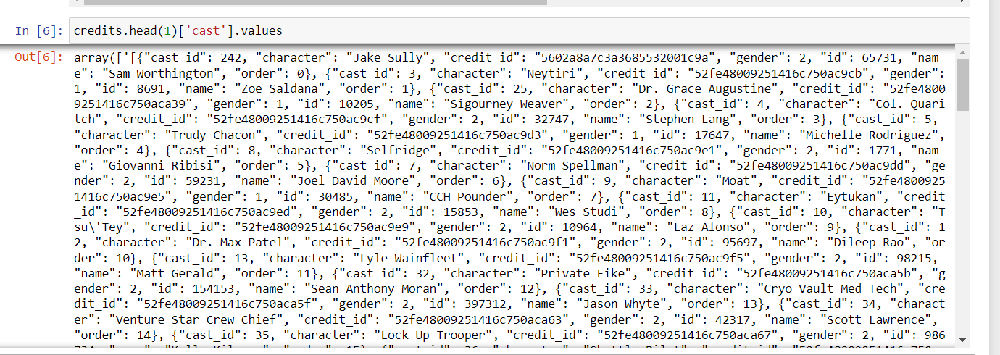 In [6]: credits.head(1)['cast'].values
Out[6]: array(['[{"cast_id": 242, "character": "Jake Sully", "credit_id": "5602a8a7c3a3685532001c9a", "gender": 2, "id": 65731, "nam
e": "Sam Worthington", "order": 0}, {"cast_id": 3, "character": "Neytiri", "credit_id": "52fe48009251416c750ac9cb", "gender":
1, "id": 8691, "name": "Zoe Saldana", "order": 1}, {"cast_id": 25, "character": "Dr. Grace Augustine", "credit_id": "52fe4800
9251416c750aca39", "gender": 1, "id": 10205, "name": "Sigourney Weaver", "order": 2}, {"cast_id": 4, "character": "Col. Quari
tch", "credit_id": "52fe48009251416c750ac9cf", "gender": 2, "id": 32747, "name": "Stephen Lang", "order": 3}, {"cast_id": 5,
"character": "Trudy Chacon", "credit_id": "52fe48009251416c750ac9d3", "gender": 1, "id": 17647, "name": "Michelle Rodriguez",
"order": 4}, {"cast_id": 8, "character": "Selfridge", "credit_id": "52fe48009251416c750ac9e1", "gender": 2, "id": 1771, "nam
e": "Giovanni Ribisi", "order": 5}, {"cast_id": 7, "character": "Norm Spellman", "credit_id": "52fe48009251416c750ac9dd", "ge
nder": 2, "id": 59231, "name": "Joel David Moore", "order": 6}, {"cast_id": 9, "character": "Moat", "credit_id": "52fe4800925
1416c750ac9e5", "gender": 1, "id": 30485, "name": "CCH Pounder", "order": 7}, {"cast_id": 11, "character": "Eytukan", "credit
_id": "52fe48009251416c750ac9ed", "gender": 2, "id": 15853, "name": "Wes Studi", "order": 8}, {"cast_id": 10, "character": "T
su\'Tey", "credit_id": "52fe48009251416c750ac9e9", "gender": 2, "id": 10964, "name": "Laz Alonso", "order": 9}, {"cast_id": 1
2, "character": "Dr. Max Patel", "credit_id": "52fe48009251416c750ac9f1", "gender": 2, "id": 95697, "name": "Dileep Rao", "or
der": 10}, {"cast_id": 13, "character": "Lyle Wainfleet", "credit_id": "52fe48009251416c750ac9f5", "gender": 2, "id": 98215,
"name": "Matt Gerald", "order": 11}, {"cast_id": 32, "character": "Private Fike", "credit_id": "52fe48009251416c750aca5b", "g
ender": 2, "id": 154153, "name": "Sean Anthony Moran", "order": 12}, {"cast_id": 33, "character": "Cryo Vault Med Tech", "cre
dit_id": "52fe48009251416c750aca5f", "gender": 2, "id": 397312, "name": "Jason Whyte", "order": 13}, {"cast_id": 34, "charact
er": "Venture Star Crew Chief", "credit_id": "52fe48009251416c750aca63", "gender": 2, "id": 42317, "name": "Scott Lawrence",
"order": 14}, {"cast_id": 35, "character": "Lock Up Trooper", "credit_id": "52fe48009251416c750aca67", "gender": 2, "id": 986